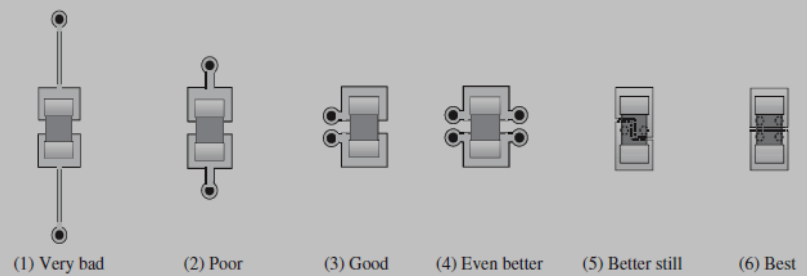 (1) Very bad
(2) Poor
(3) Good
(4) Even better
(5) Better still
(6) Best